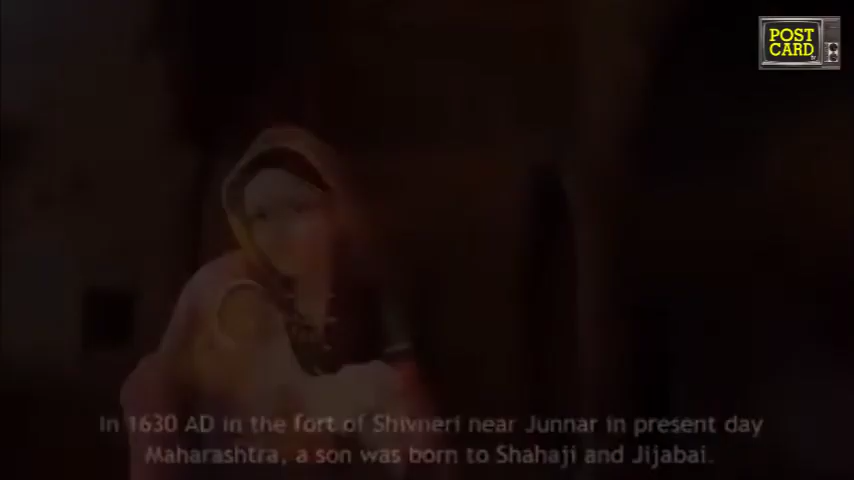 POST
CARD
In 1630 AD in the fort of Shivneri near Junnar in present day
Maharashtra, a son was born to Shahaji and Jijabai.